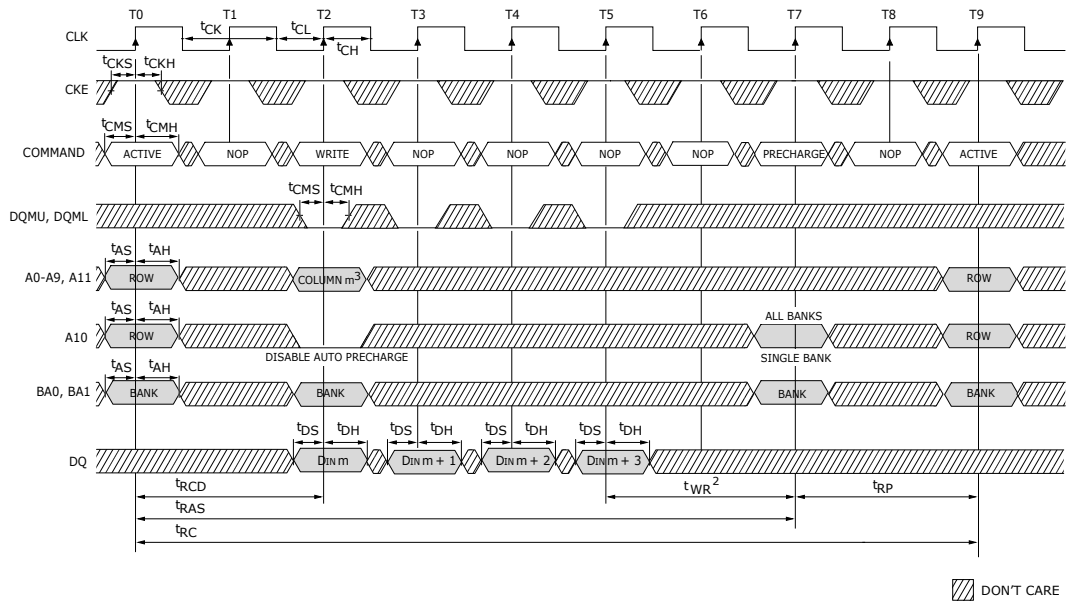 T0 T1 T2 T3 T4 T5 T6 T7 T8 T9
CLK tCK tCL tCH
tCKS tCKH
CKE
tCMS tCMH
COMMAND ACTIVE NOP WRITE NOP NOP NOP NOP PRECHARGE NOP ACTIVE
tCMS tCMH
DQMU, DQML
tAS tAH
A0-A9, A11 ROW COLUMN m3 ROW
tAS tAH ALL BANKS
A10 ROW ROW
DISABLE AUTO PRECHARGE SINGLE BANK
tAS tAH
BA0, BA1 BANK BANK BANK BANK
tDS tDH tDS tDH tDS tDH tDS tDH
DQ DIN m DIN m + 1 DIN m + 2 DIN m + 3
tRCD tWR2 tRP
tRAS
tRC
DON'T CARE